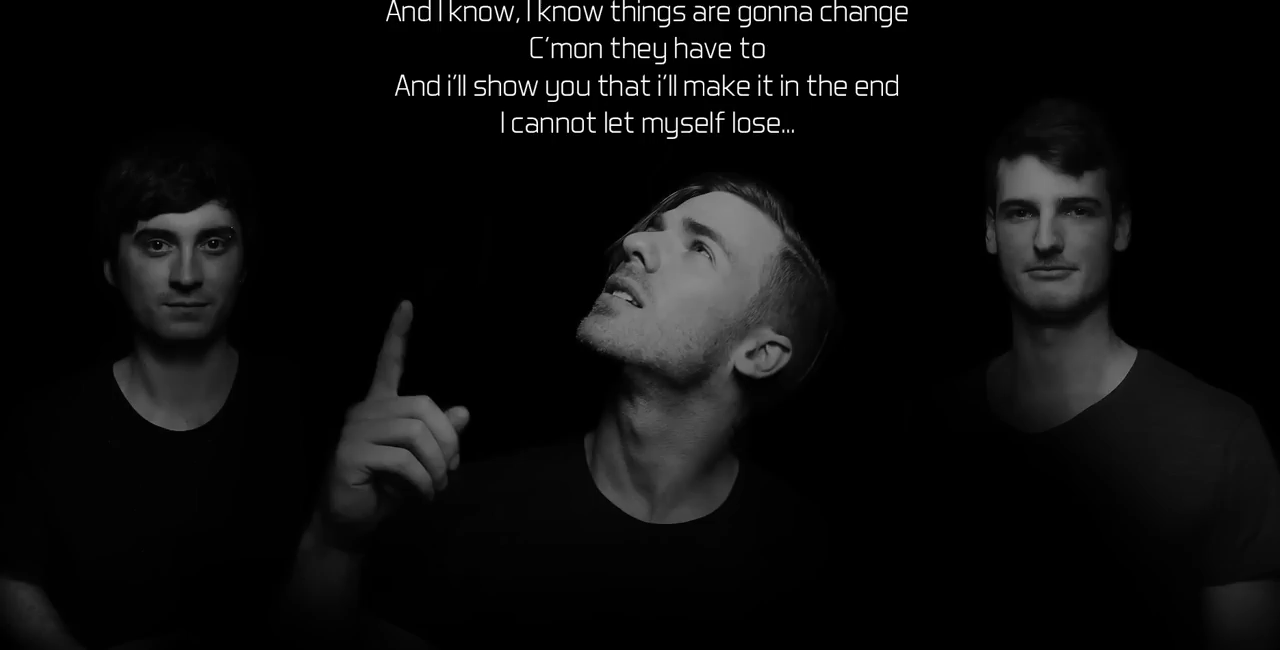 And I know, I know things are gonna change
C'mon they have to
And i'll show you that i'll make it in the end
I cannot let myself lose...